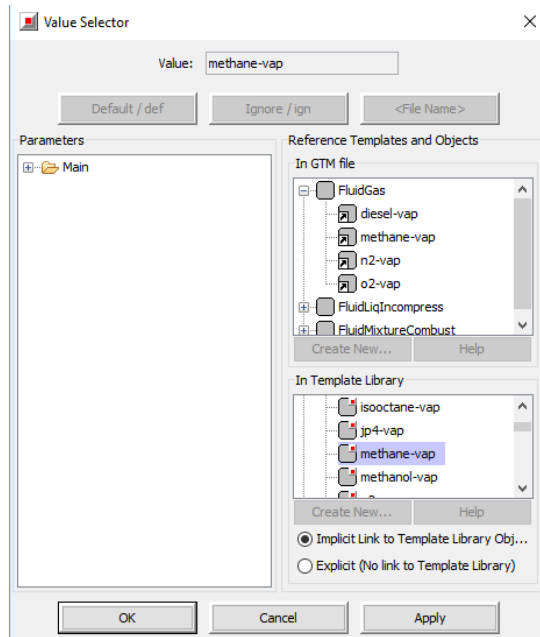 Value Selector
Value: methane-vap
Default / def Ignore / ign <File Name>
Parameters
Main
Reference Templates and Objects
In GTM file
FluidGas
diesel-vap
methane-vap
n2-vap
o2-vap
FluidLiqIncompress
FluidMixtureCombust
Create New... Help
In Template Library
isooctane-vap
jp4-vap
methane-vap
methanol-vap
Create New... Help
Implicit Link to Template Library Obj...
Explicit (No link to Template Library)
OK Cancel Apply